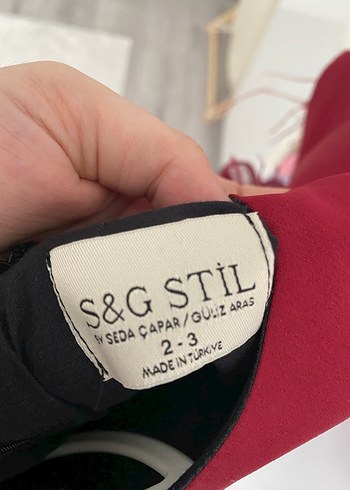 S&G STİL
BY SEDA ÇAPAR / GÜLİZ ARAS
2 - 3
MADE IN TÜRKİYE